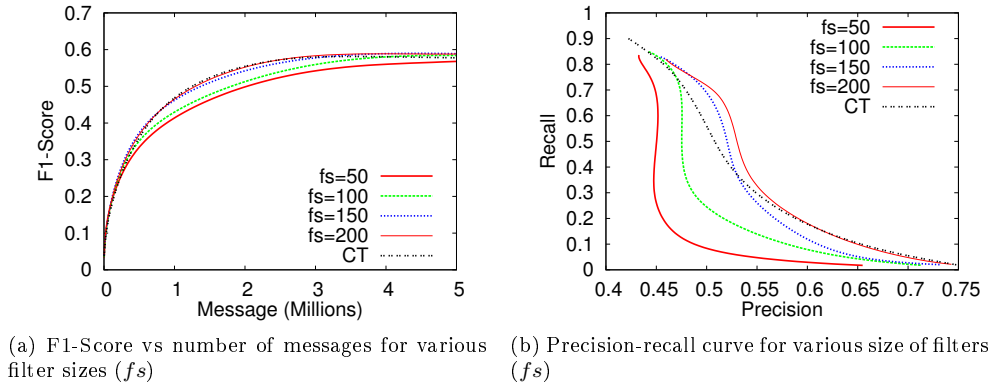 0.7
0.6
0.5
0.4
0.3
0.2
0.1
0
F1-Score
fs=50
fs=100
fs=150
fs=200
CT
0 1 2 3 4 5
Message (Millions)
(a) F1-Score vs number of messages for various
filter sizes (fs)
1
0.9
0.8
0.7
0.6
0.5
0.4
0.3
0.2
0.1
0
Recall
fs=50
fs=100
fs=150
fs=200
CT
0.4 0.45 0.5 0.55 0.6 0.65 0.7 0.75
Precision
(b) Precision-recall curve for various size of filters
(fs)